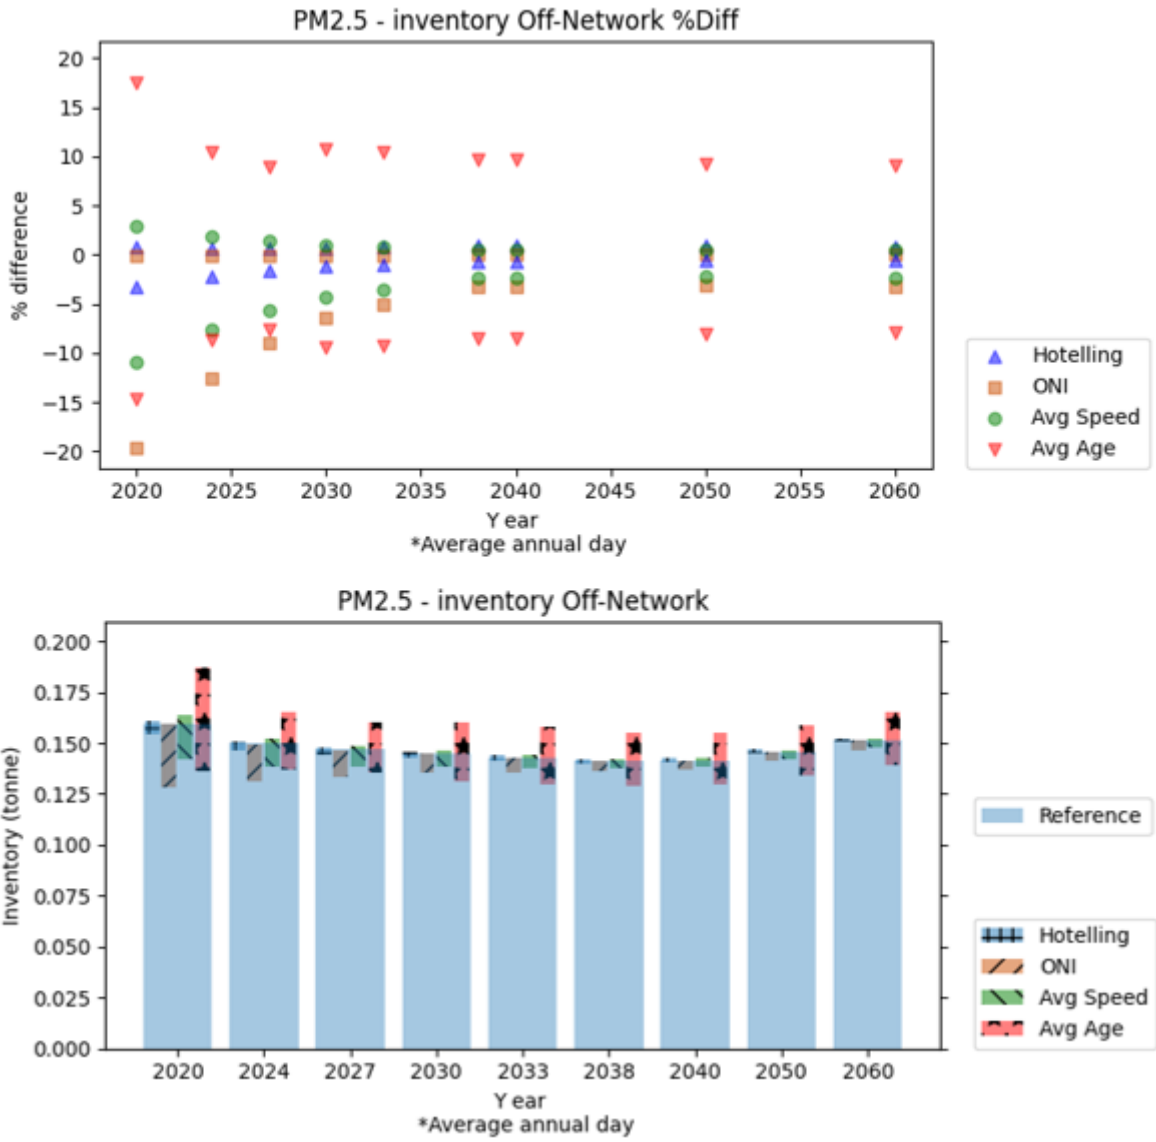 PM2.5 - inventory Off-Network %Diff
20
15
10
5
0
−5
−10
−15
−20
% difference
2020 2025 2030 2035 2040 2045 2050 2055 2060
Y ear
*Average annual day
Hotelling
ONI
Avg Speed
Avg Age
PM2.5 - inventory Off-Network
0.200
0.175
0.150
0.125
0.100
0.075
0.050
0.025
0.000
Inventory (tonne)
2020 2024 2027 2030 2033 2038 2040 2050 2060
Y ear
*Average annual day
Reference
Hotelling
ONI
Avg Speed
Avg Age